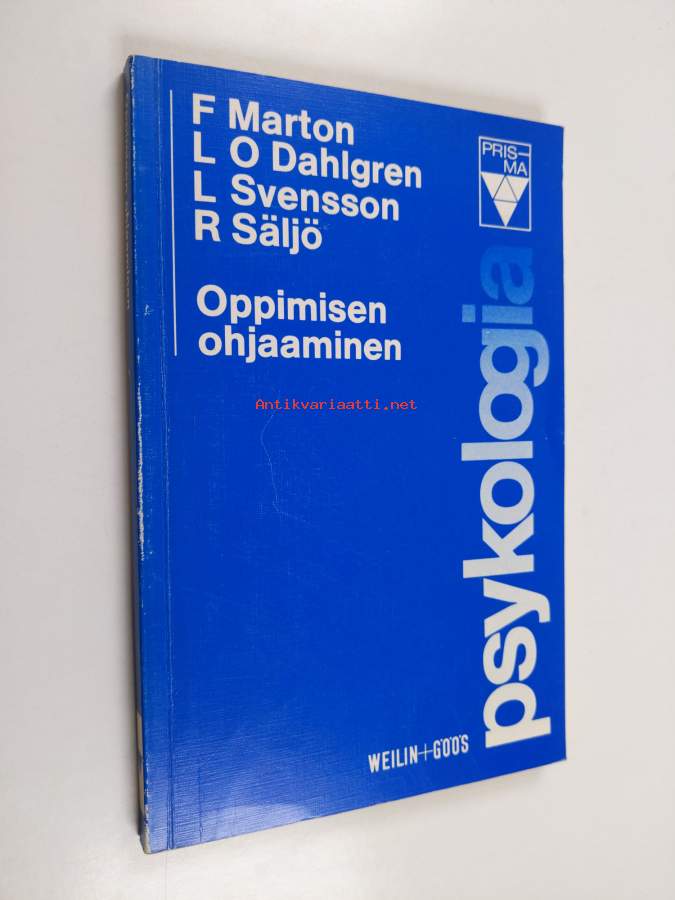 F Marton
L O Dahlgren
L Svensson
R Säljö
Oppimisen
ohjaaminen
PRIS-
MA
psykologia
WEILIN+GÖÖS
Antikvariaatti.net